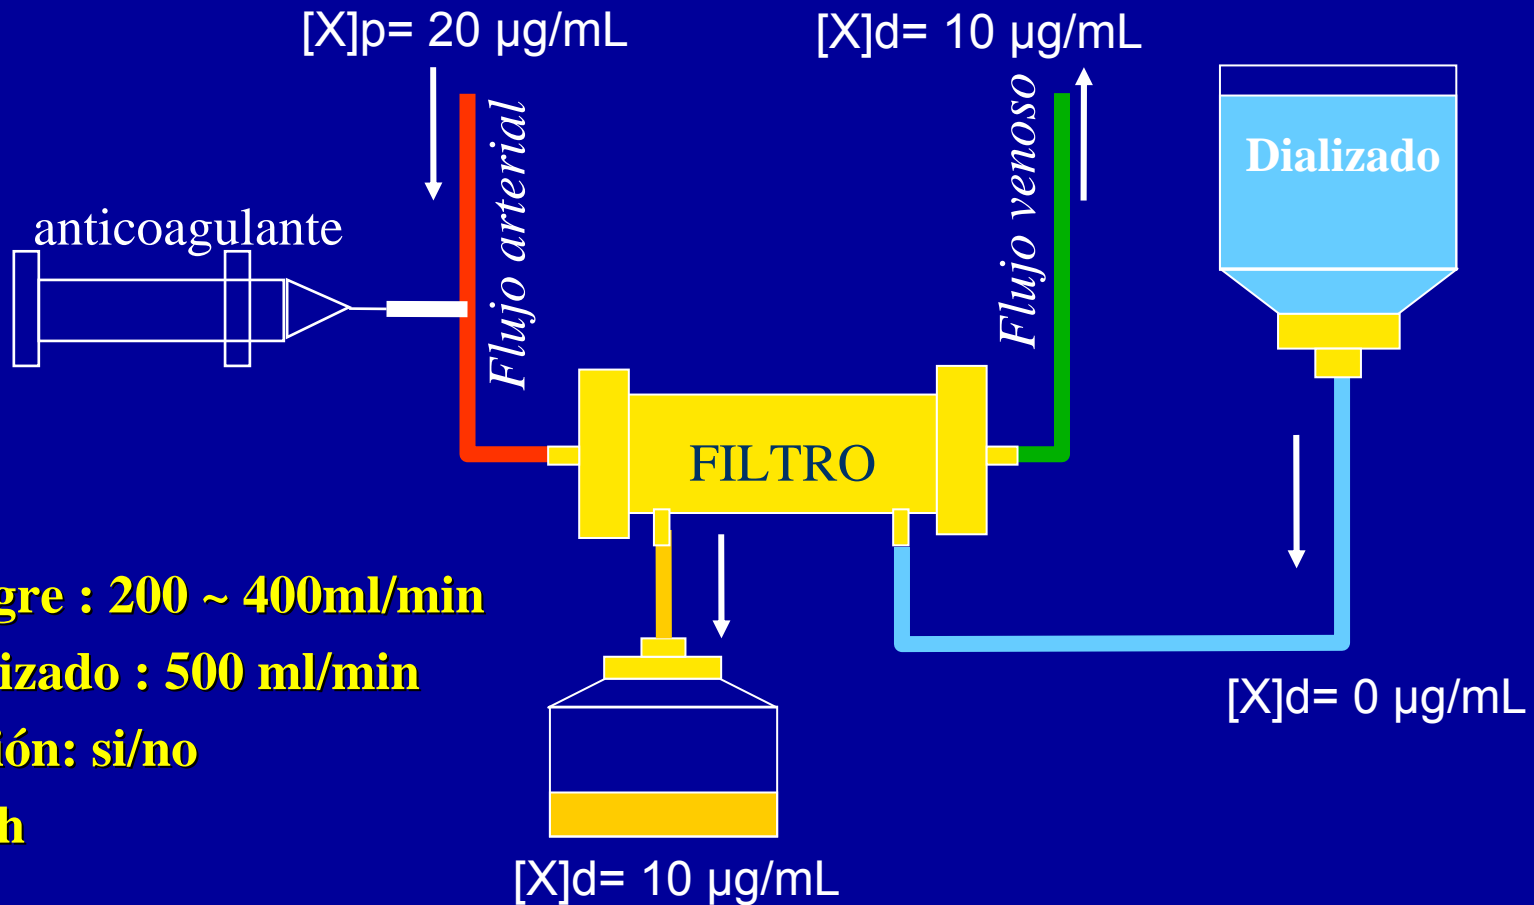 [X]p= 20 µg/mL
[X]d= 10 µg/mL
Dializado
anticoagulante
Flujo arterial
Flujo venoso
FILTRO
gre : 200 ~ 400ml/min
izado : 500 ml/min
ión: si/no
h
[X]d= 0 µg/mL
[X]d= 10 µg/mL